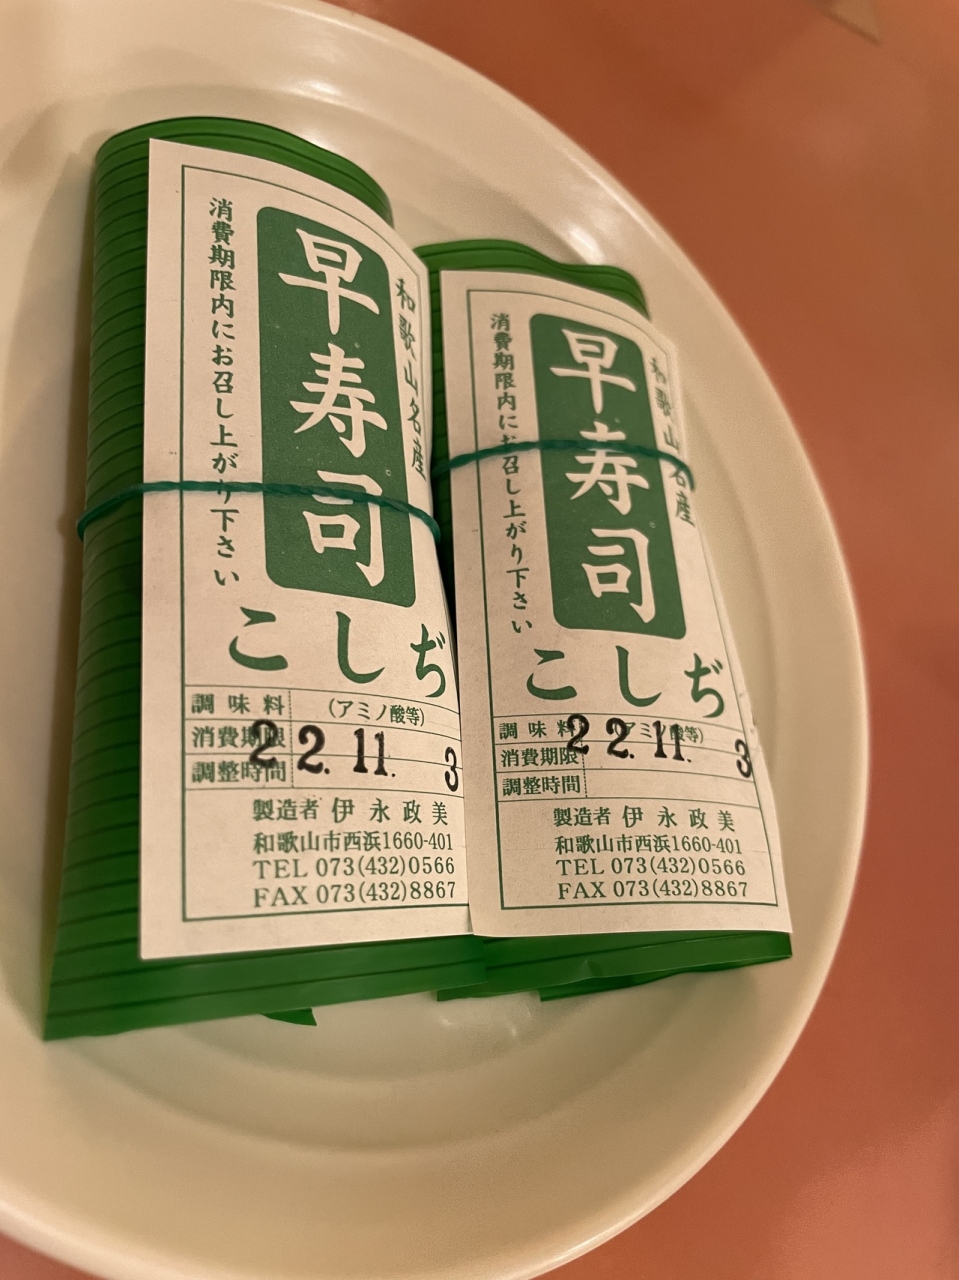 和歌山名産
早寿司
消費期限内にお召し上がり下さい
こしぢ
調味料 (アミノ酸等)
消費期限 22.11.3
調整時間
製造者 伊永政美
和歌山市西浜1660-401
TEL 073(432)0566
FAX 073(432)8867
和歌山名産
早寿司
消費期限内にお召し上がり下さい
こしぢ
調味料 (アミノ酸等)
消費期限 22.11.3
調整時間
製造者 伊永政美
和歌山市西浜1660-401
TEL 073(432)0566
FAX 073(432)8867